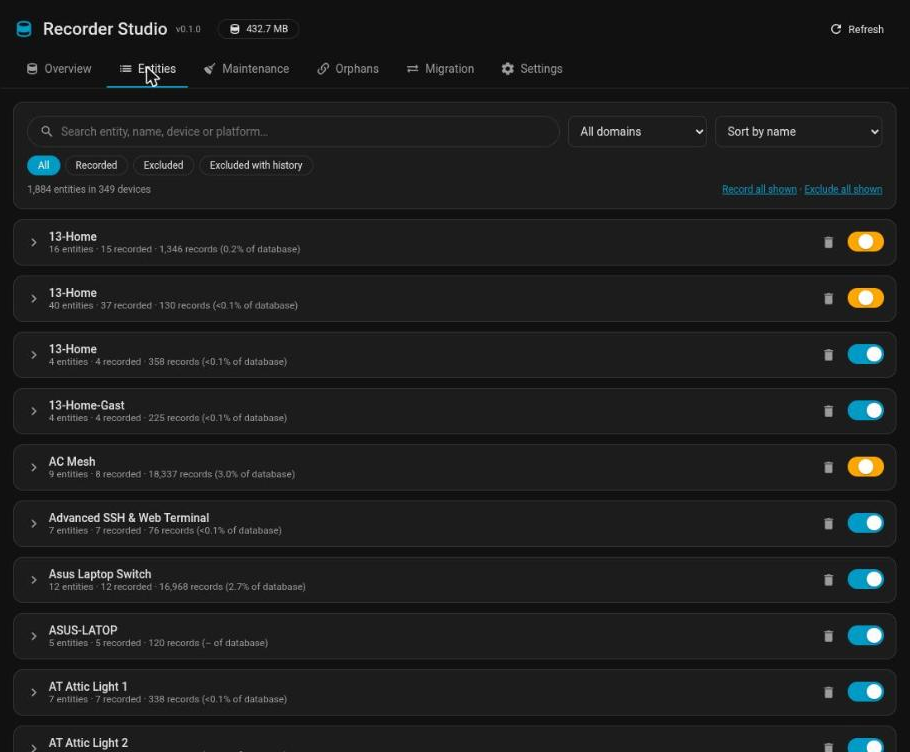 Recorder Studio v0.1.0 432.7 MB Refresh
Overview Entities Maintenance Orphans Migration Settings
Search entity, name, device or platform... All domains Sort by name
All Recorded Excluded Excluded with history
1,884 entities in 349 devices Record all shown · Exclude all shown
13-Home
16 entities · 15 recorded · 1,346 records (0.2% of database)
13-Home
40 entities · 37 recorded · 130 records (<0.1% of database)
13-Home
4 entities · 4 recorded · 358 records (<0.1% of database)
13-Home-Gast
4 entities · 4 recorded · 225 records (<0.1% of database)
AC Mesh
9 entities · 8 recorded · 18,337 records (3.0% of database)
Advanced SSH & Web Terminal
7 entities · 7 recorded · 76 records (<0.1% of database)
Asus Laptop Switch
12 entities · 12 recorded · 16,968 records (2.7% of database)
ASUS-LATOP
5 entities · 5 recorded · 120 records (– of database)
AT Attic Light 1
7 entities · 7 recorded · 338 records (<0.1% of database)
AT Attic Light 2